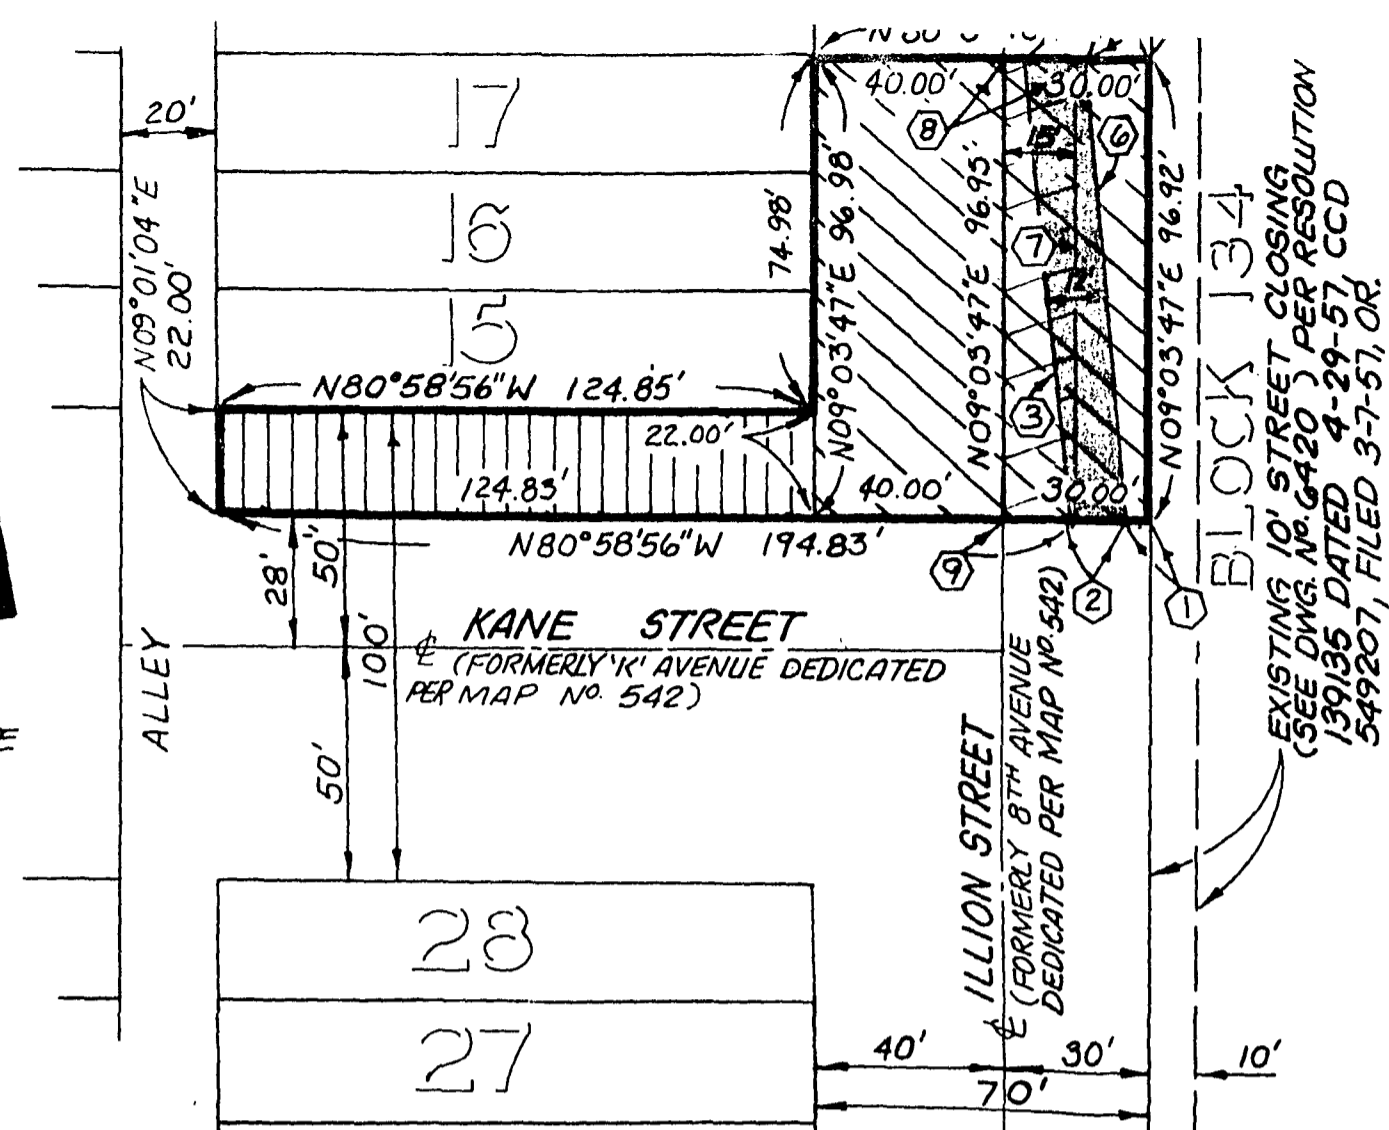 17
40.00'
30.00'
20'
8
6
15'
16
N09°01'04"E
22.00'
74.98'
N09°03'47"E 96.98'
N09°03'47"E 96.95'
7
12'
N09°03'47"E 96.92'
BLOCK 134
EXISTING 10' STREET CLOSING
(SEE DWG. No. 6420) PER RESOLUTION
139135 DATED 4-29-57, CCD
549207, FILED 3-7-57, OR.
15
N80°58'56"W 124.85'
3
22.00'
124.83'
40.00'
30.00'
N80°58'56"W 194.83'
9
2
1
28'
50'
100'
50'
ALLEY
KANE STREET
℄ (FORMERLY 'K' AVENUE DEDICATED
PER MAP No. 542)
ILLION STREET
℄ (FORMERLY 8TH AVENUE
DEDICATED PER MAP No. 542)
28
27
40'
30'
10'
70'